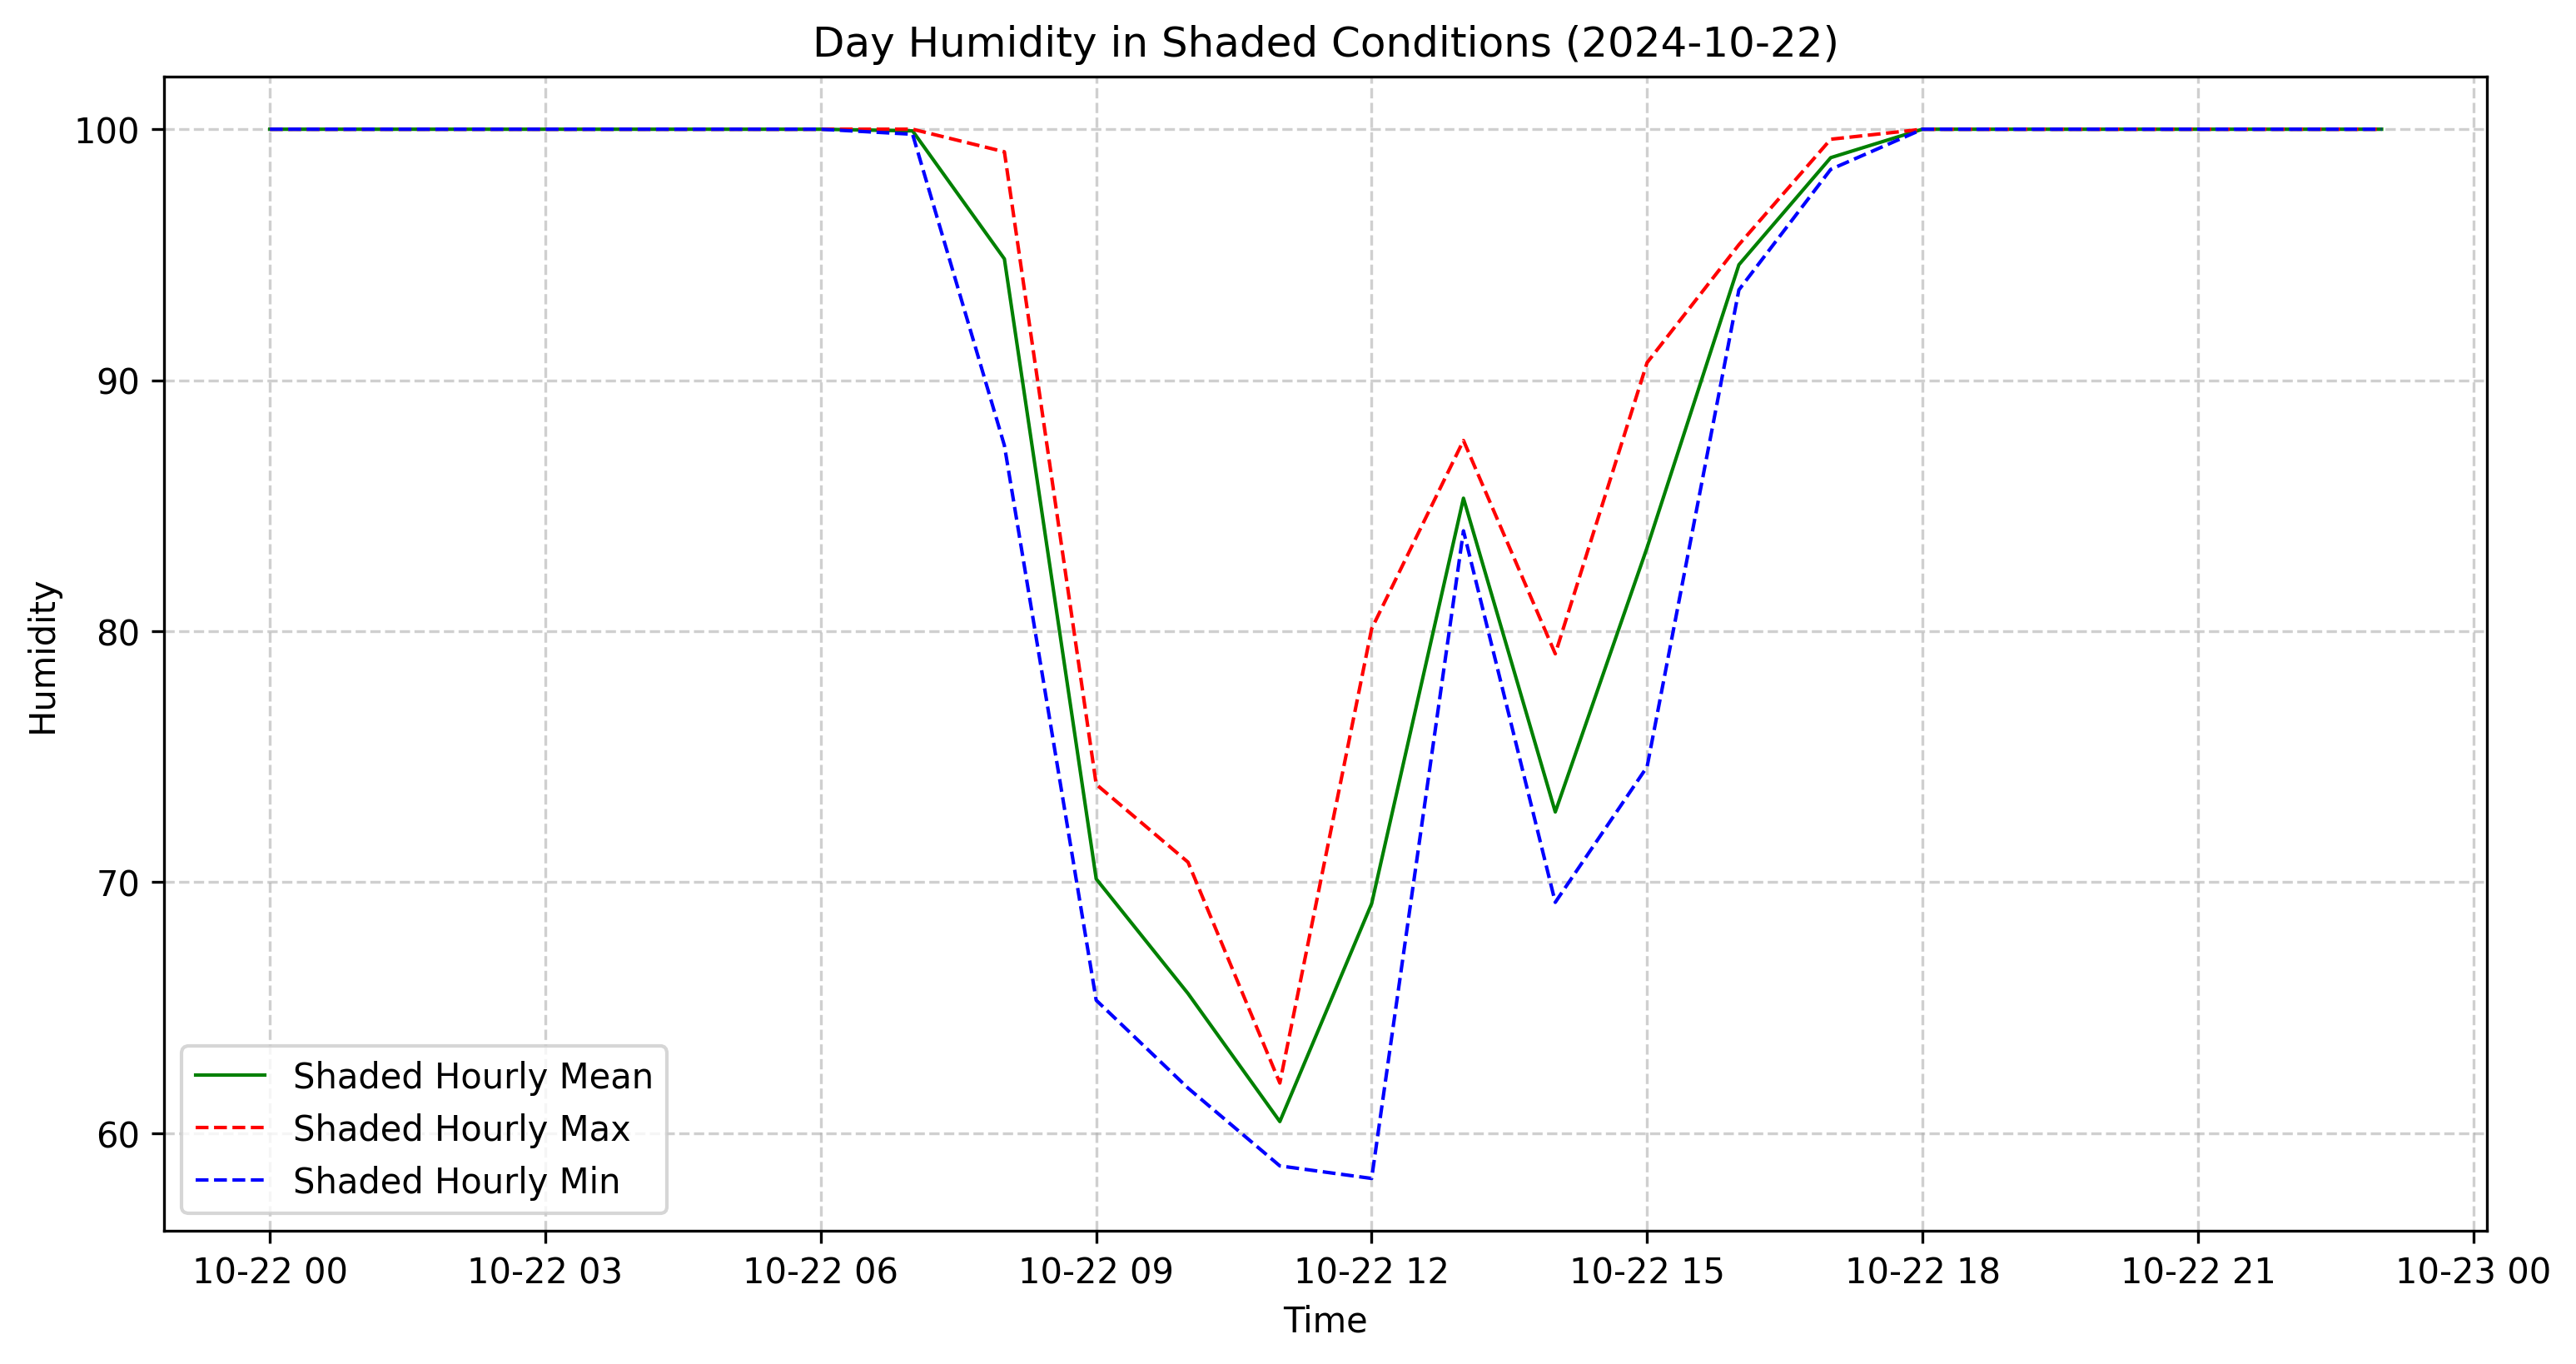 Day Humidity in Shaded Conditions (2024-10-22)
100
90
80
70
60
Humidity
Shaded Hourly Mean
Shaded Hourly Max
Shaded Hourly Min
10-22 00
10-22 03
10-22 06
10-22 09
10-22 12
10-22 15
10-22 18
10-22 21
10-23 00
Time